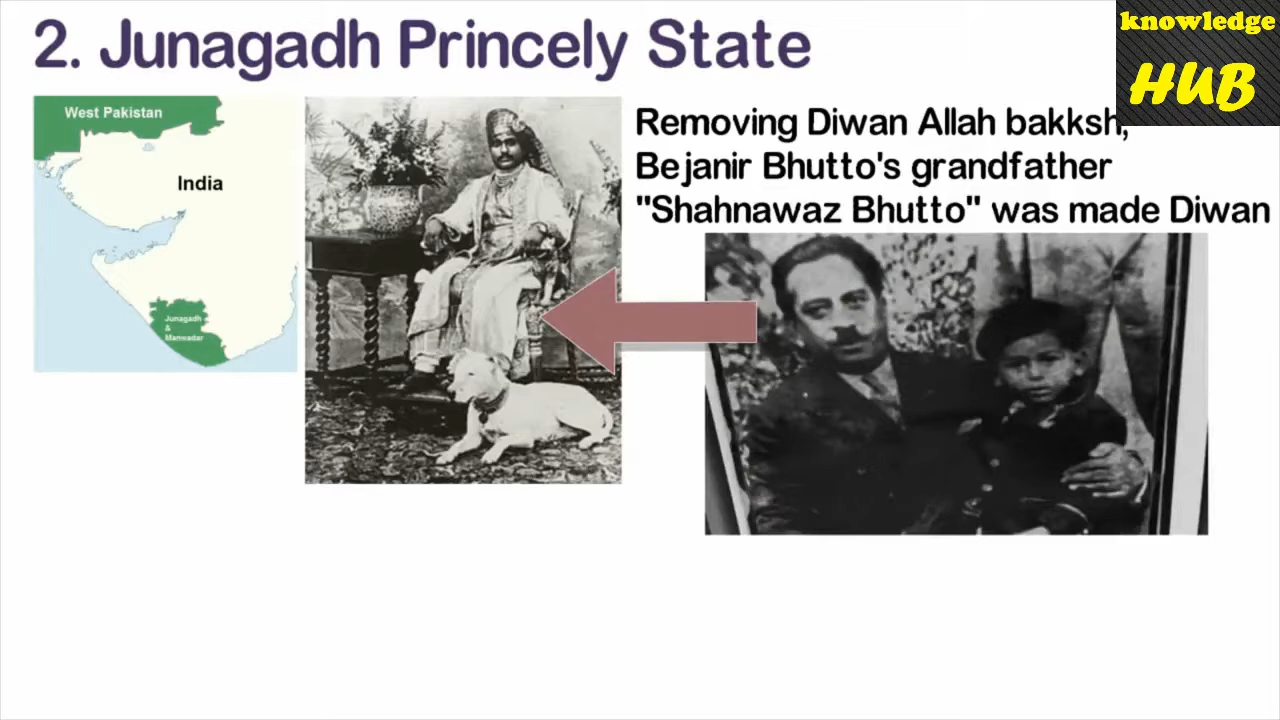 2. Junagadh Princely State
knowledge
HUB
West Pakistan
India
Junagadh
&
Manwadar
Removing Diwan Allah bakksh,
Bejanir Bhutto's grandfather
"Shahnawaz Bhutto" was made Diwan